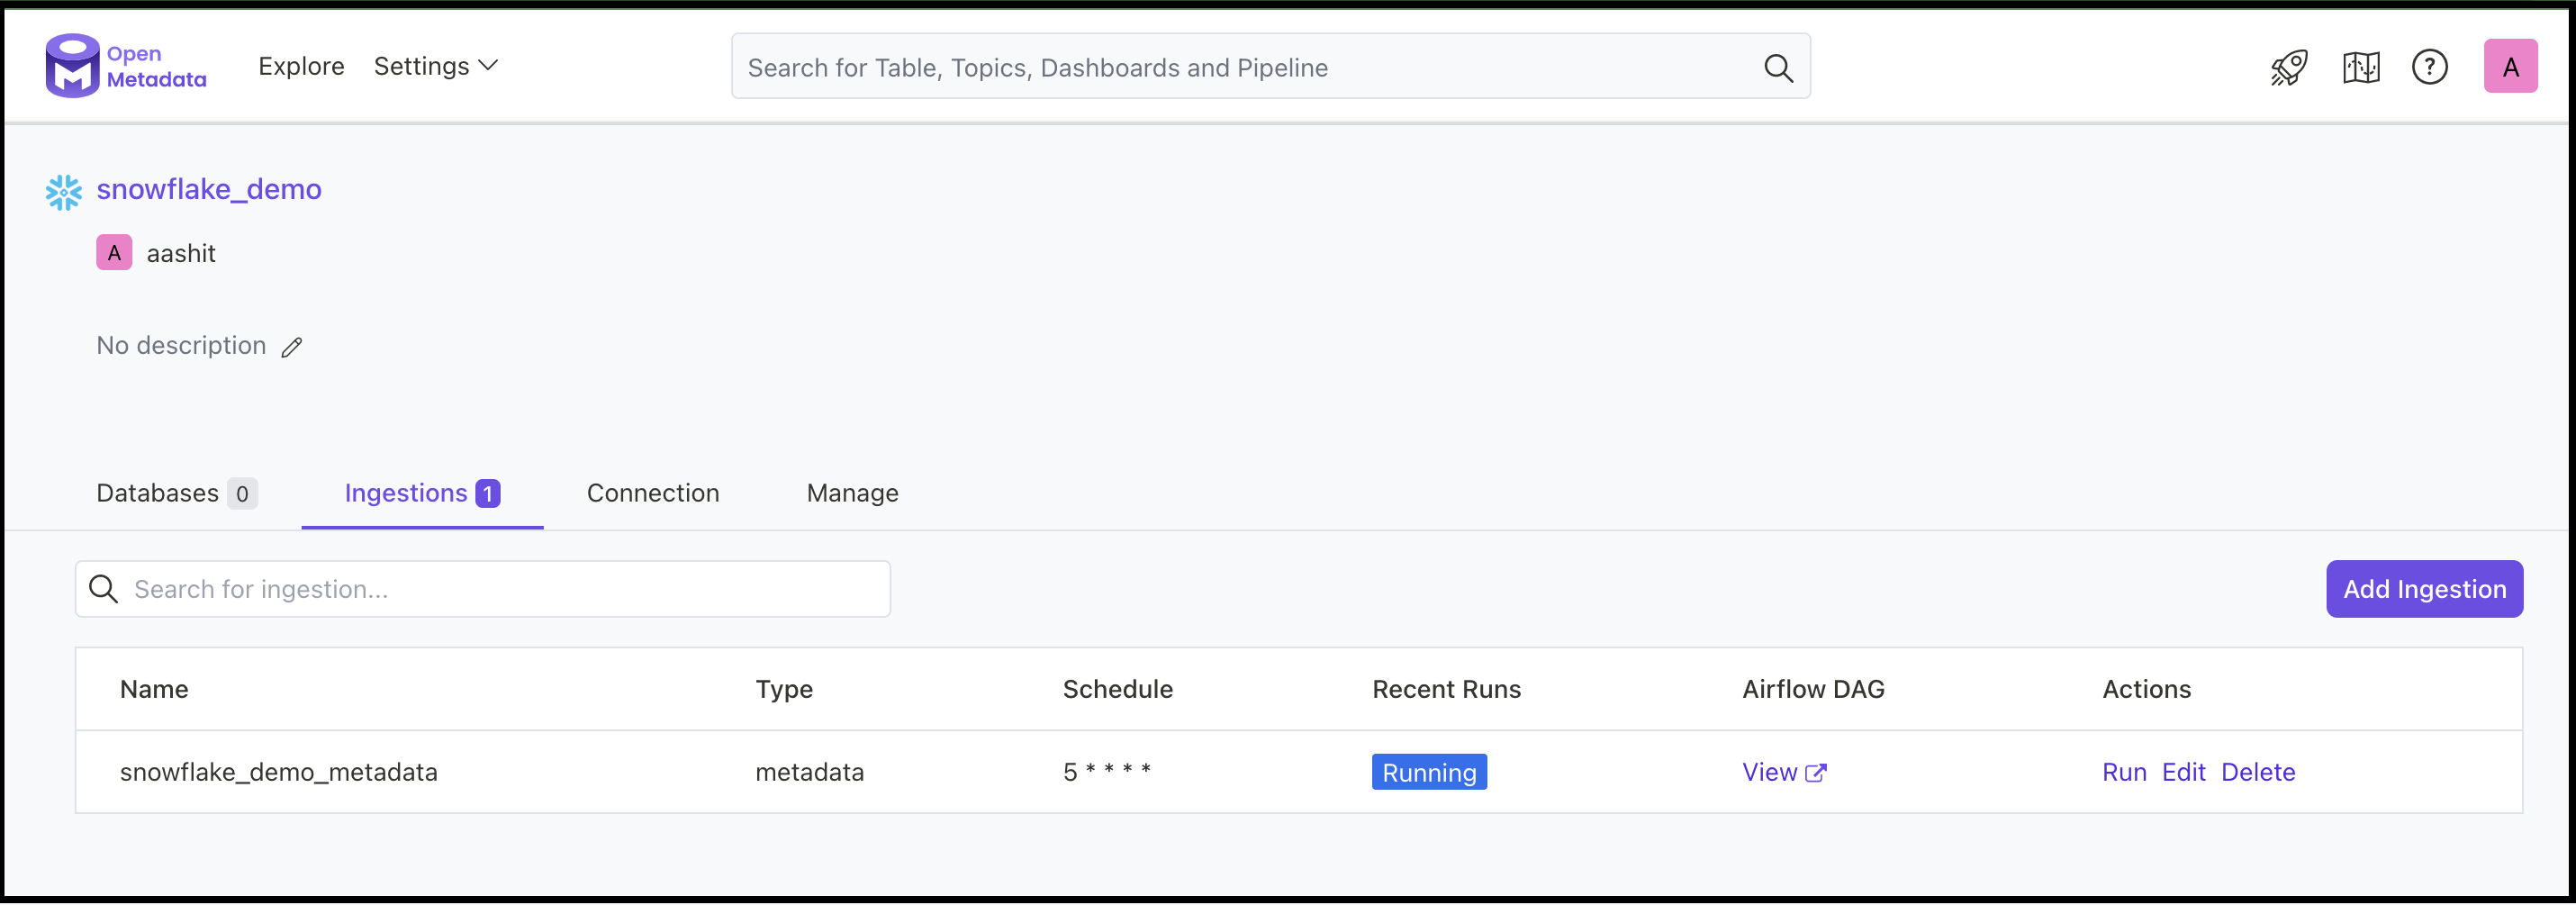 Open
Metadata
Explore Settings
Search for Table, Topics, Dashboards and Pipeline
?
A
snowflake_demo
A aashit
No description
Databases 0 Ingestions 1 Connection Manage
Search for ingestion...
Add Ingestion
Name Type Schedule Recent Runs Airflow DAG Actions
snowflake_demo_metadata metadata 5 * * * * Running View Run Edit Delete